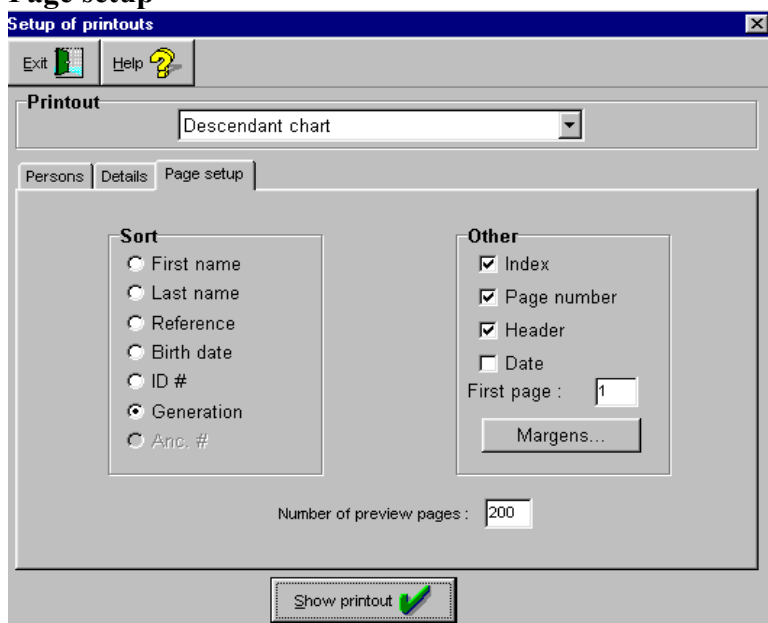 Page setup
Setup of printouts
Exit Help
Printout
Descendant chart
Persons Details Page setup
Sort
First name
Last name
Reference
Birth date
ID #
Generation
Anc. #
Other
Index
Page number
Header
Date
First page : 1
Margens...
Number of preview pages : 200
Show printout